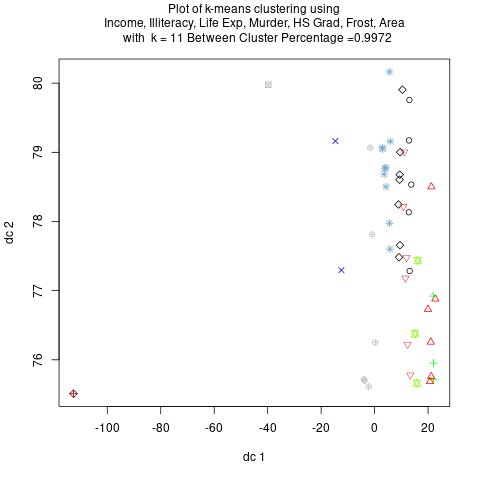 Plot of k-means clustering using
Income, Illiteracy, Life Exp, Murder, HS Grad, Frost, Area
with k = 11 Between Cluster Percentage =0.9972
80
79
78
77
76
dc 2
-100
-80
-60
-40
-20
0
20
dc 1